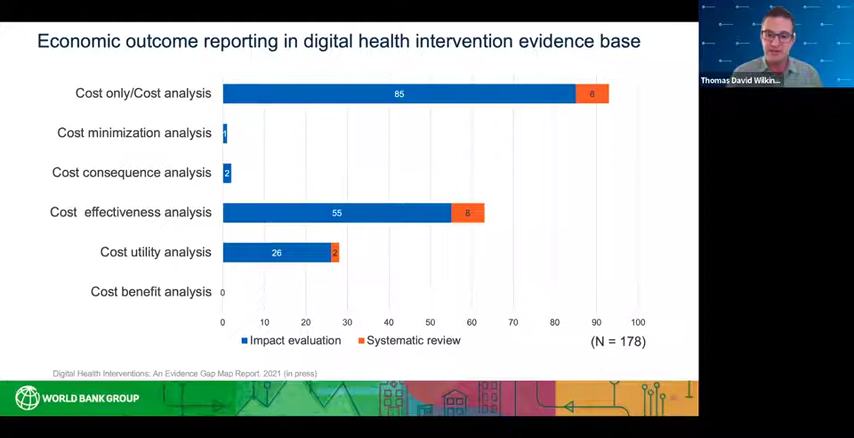 Economic outcome reporting in digital health intervention evidence base
Thomas David Wilkin...
Cost only/Cost analysis 85 8
Cost minimization analysis 1
Cost consequence analysis 2
Cost effectiveness analysis 55 8
Cost utility analysis 26 2
Cost benefit analysis 0
0 10 20 30 40 50 60 70 80 90 100
Impact evaluation Systematic review (N = 178)
Digital Health Interventions: An Evidence Gap Map Report. 2021 (in press)
WORLD BANK GROUP